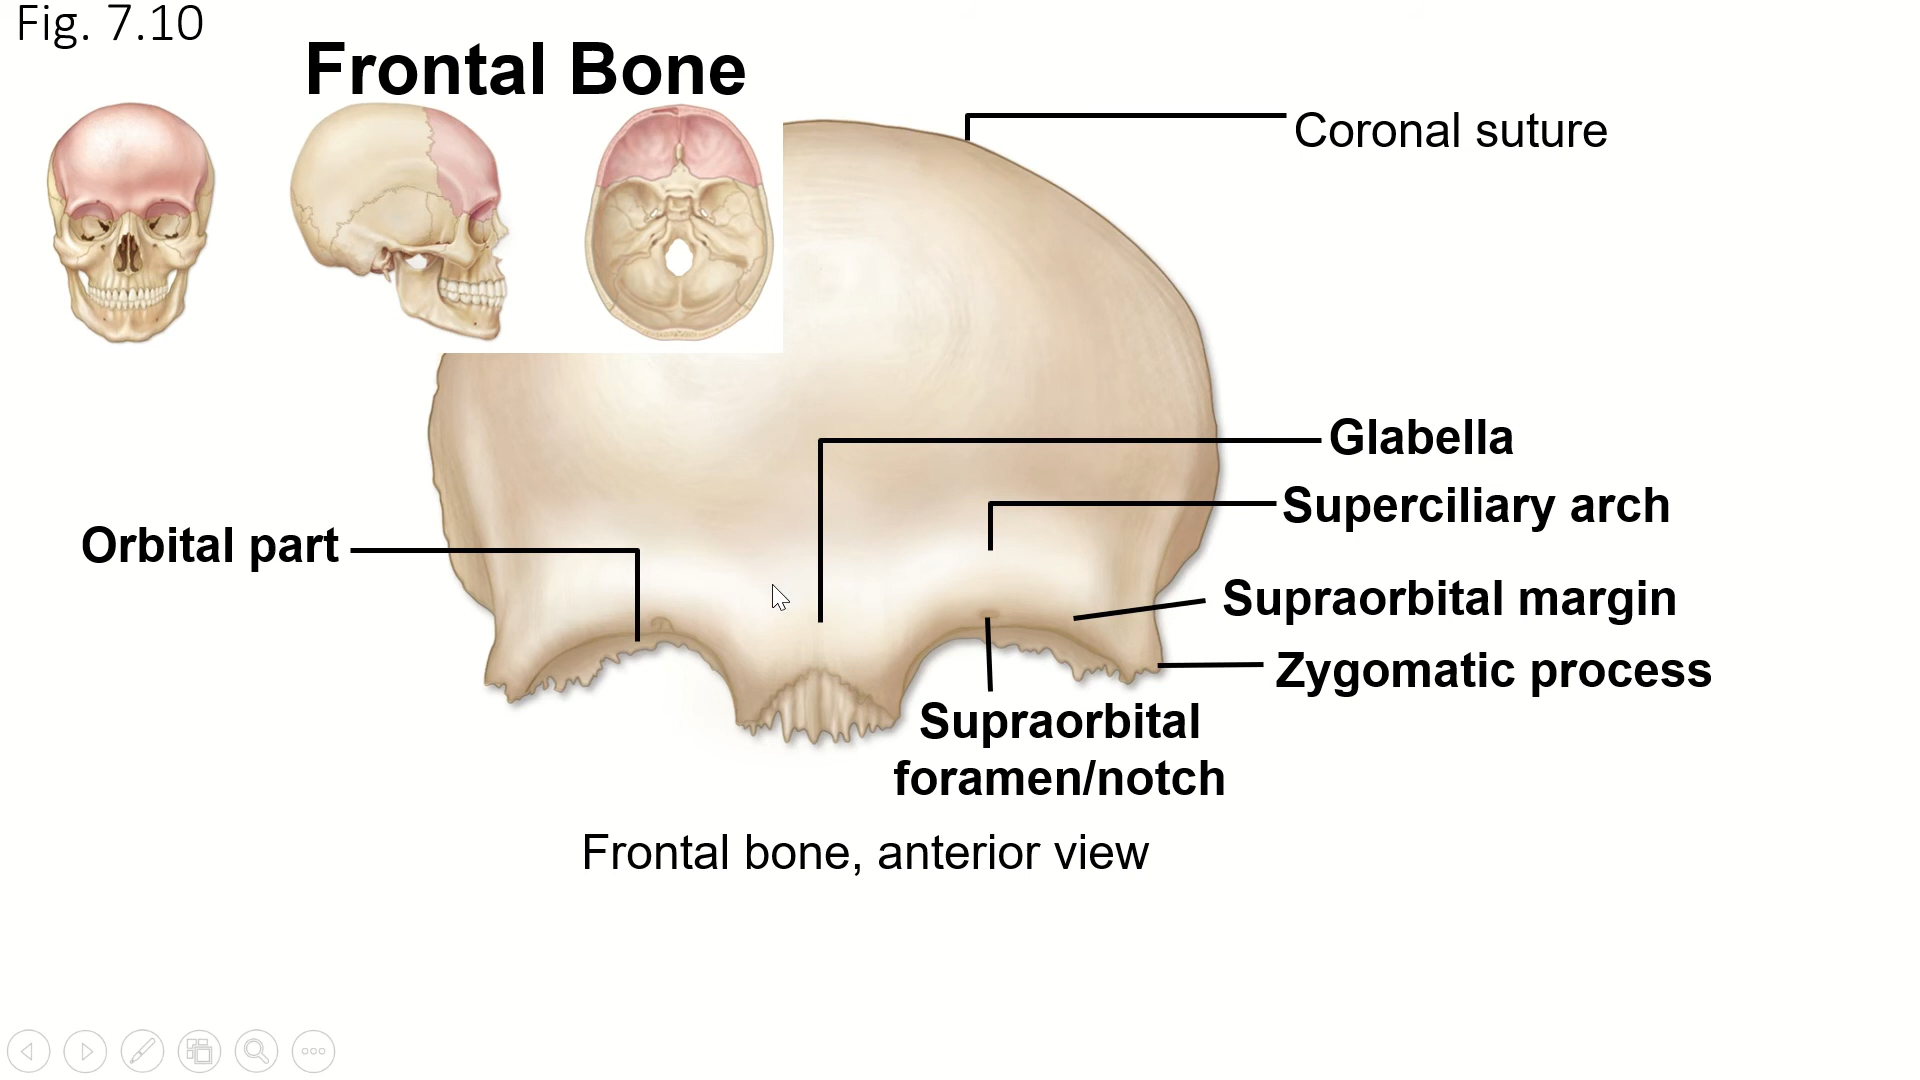 Fig. 7.10
Frontal Bone
Coronal suture
Glabella
Superciliary arch
Orbital part
Supraorbital margin
Zygomatic process
Supraorbital
foramen/notch
Frontal bone, anterior view